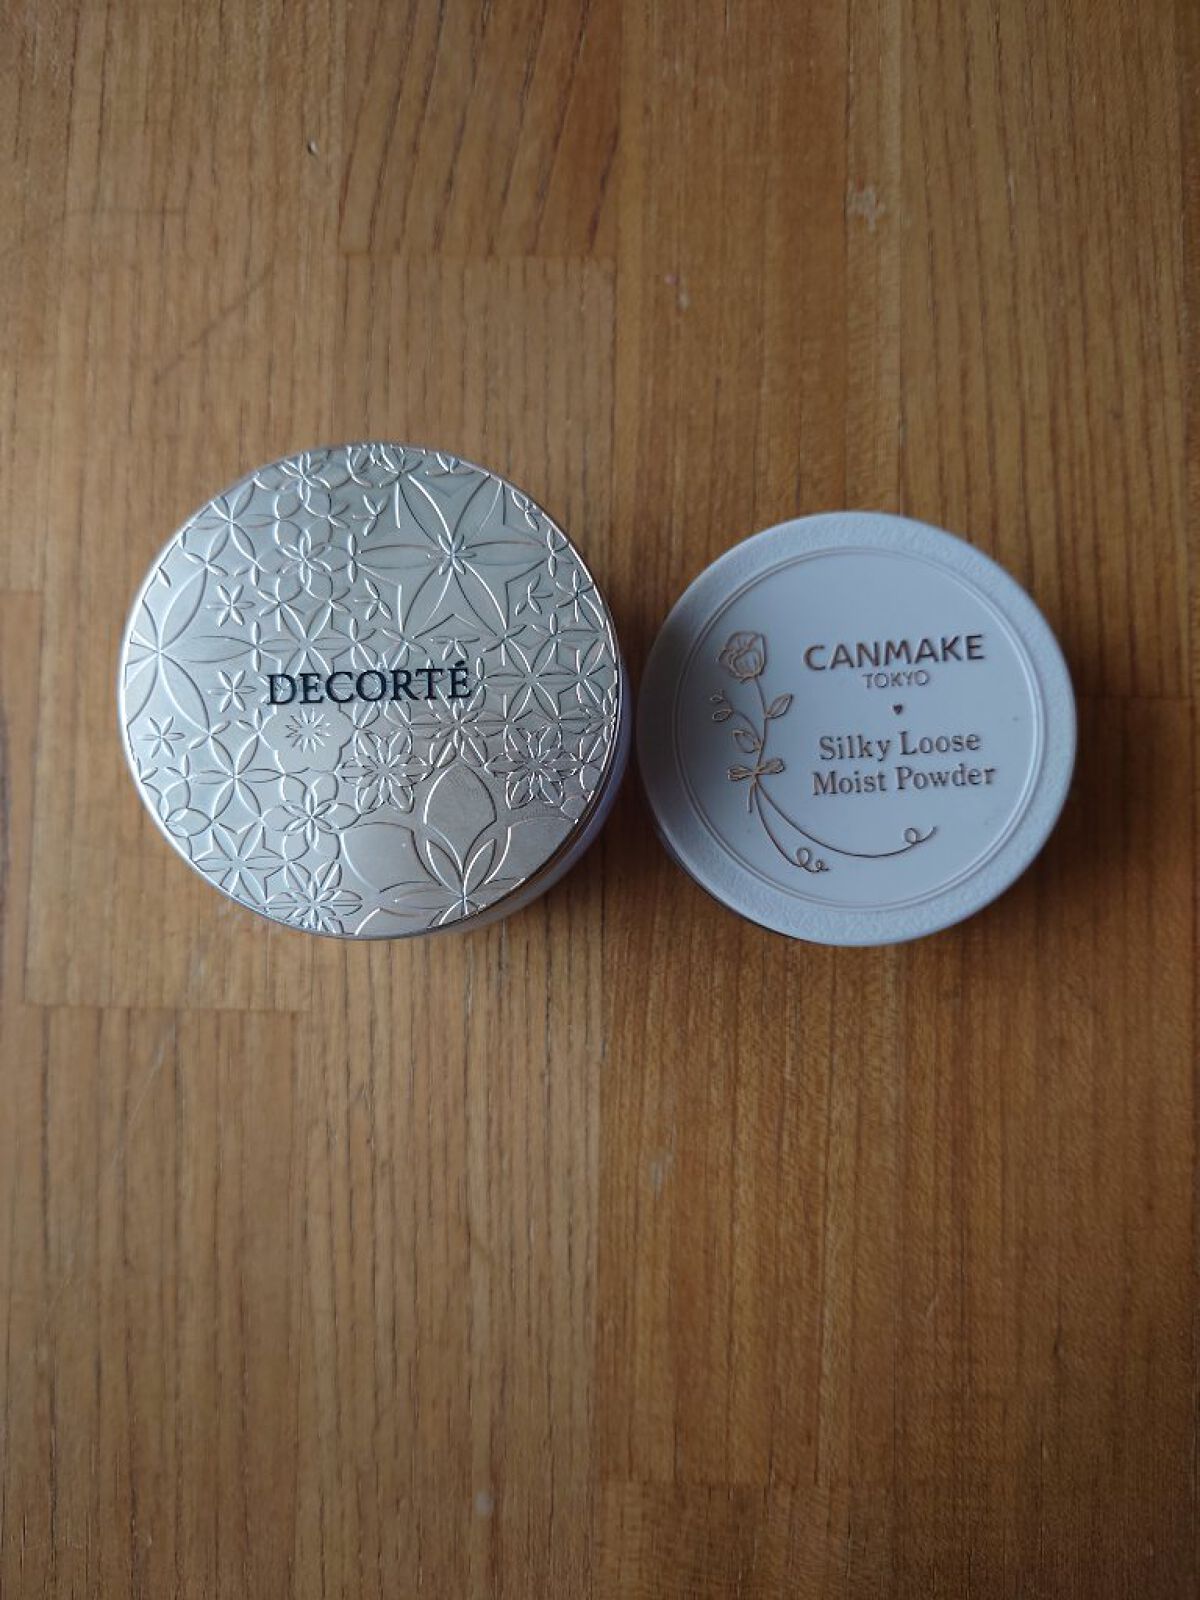 DECORTÉ
CANMAKE
TOKYO
Silky Loose
Moist Powder